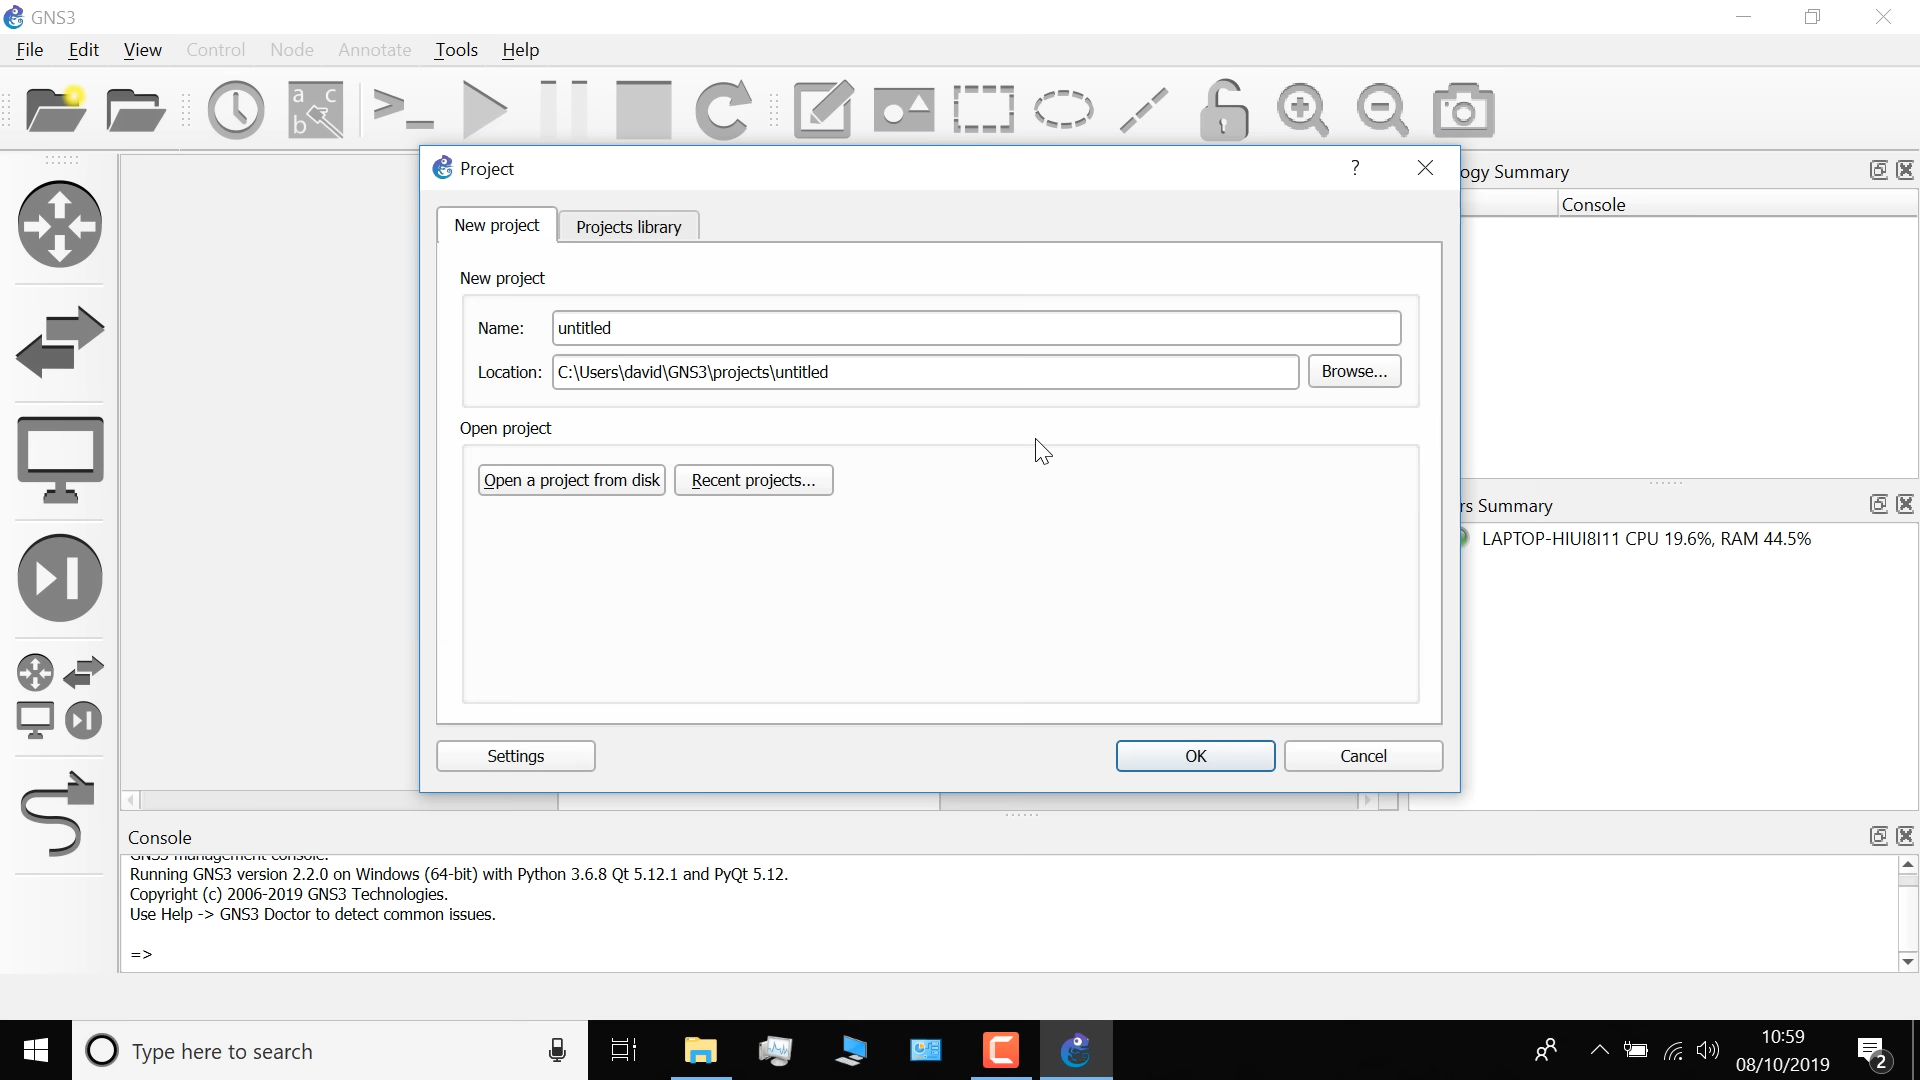 GNS3
File Edit View Control Node Annotate Tools Help
a c
b
Project ?
ogy Summary
New project Projects library
Console
New project
Name: untitled
Location: C:\Users\david\GNS3\projects\untitled Browse...
Open project
Open a project from disk Recent projects...
rs Summary
LAPTOP-HIUI8I11 CPU 19.6%, RAM 44.5%
Settings OK Cancel
Console
GNS3 management console.
Running GNS3 version 2.2.0 on Windows (64-bit) with Python 3.6.8 Qt 5.12.1 and PyQt 5.12.
Copyright (c) 2006-2019 GNS3 Technologies.
Use Help -> GNS3 Doctor to detect common issues.
=>
Type here to search
10:59
08/10/2019
2